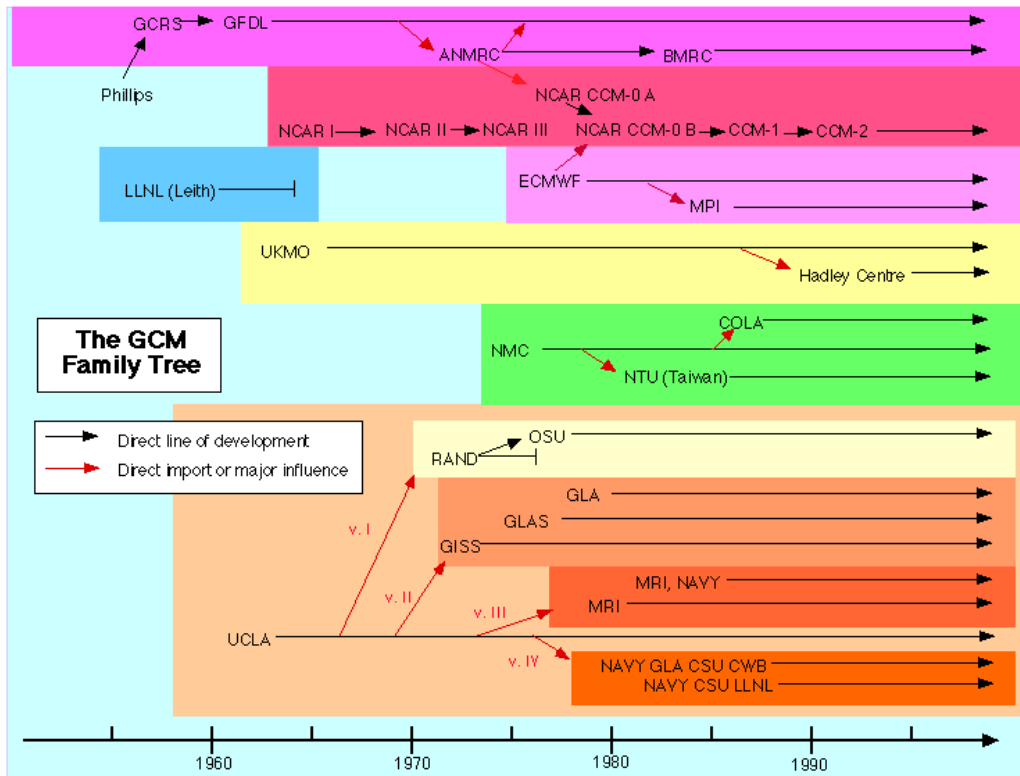 GCRS GFDL
ANMRC BMRC
Phillips
NCAR CCM-0 A
NCAR I NCAR II NCAR III NCAR CCM-0 B CCM-1 CCM-2
LLNL (Leith)
ECMWF
MPI
UKMO
Hadley Centre
The GCM
Family Tree
COLA
NMC
NTU (Taiwan)
Direct line of development
Direct import or major influence
OSU
RAND
GLA
GLAS
GISS
v. I
v. II
v. III
v. IV
MRI, NAVY
MRI
UCLA
NAVY GLA CSU CWB
NAVY CSU LLNL
1960 1970 1980 1990